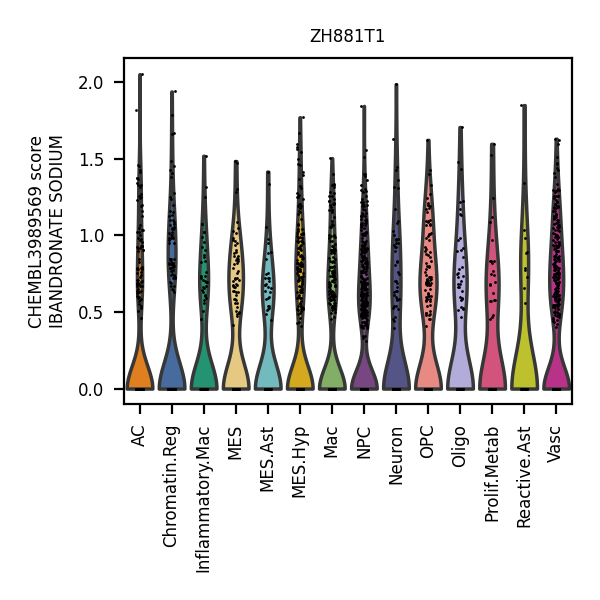 ZH881T1
CHEMBL3989569 score
IBANDRONATE SODIUM
2.0
1.5
1.0
0.5
0.0
AC
Chromatin.Reg
Inflammatory.Mac
MES
MES.Ast
MES.Hyp
Mac
NPC
Neuron
OPC
Oligo
Prolif.Metab
Reactive.Ast
Vasc